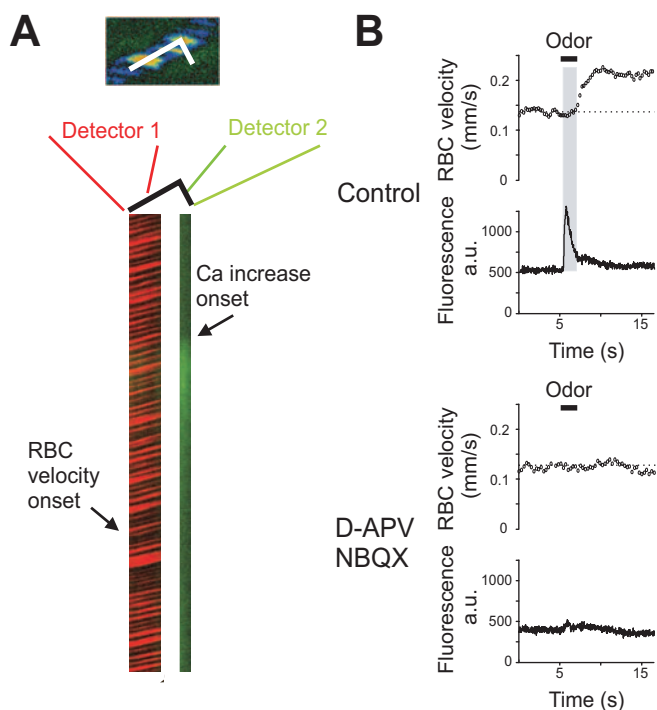 A
Detector 1
Detector 2
Ca increase
onset
RBC
velocity
onset
B
Odor
RBC velocity
(mm/s)
0.2
0.1
0
Control
Fluorescence
a.u.
1000
500
0
5
15
Time (s)
Odor
RBC velocity
(mm/s)
0.2
0.1
0
D-APV
NBQX
Fluorescence
a.u.
1000
500
0
5
15
Time (s)